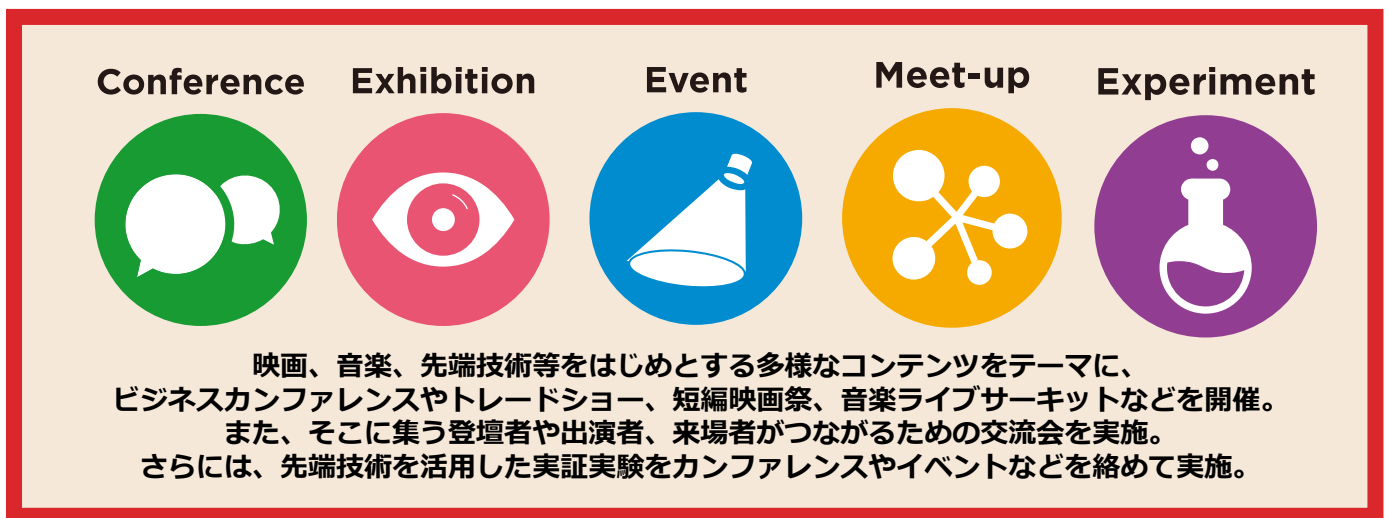 Conference Exhibition Event Meet-up Experiment
映画、音楽、先端技術等をはじめとする多様なコンテンツをテーマに、
ビジネスカンファレンスやトレードショー、短編映画祭、音楽ライブサーキットなどを開催。
また、そこに集う登壇者や出演者、来場者がつながるための交流会を実施。
さらには、先端技術を活用した実証実験をカンファレンスやイベントなどを絡めて実施。